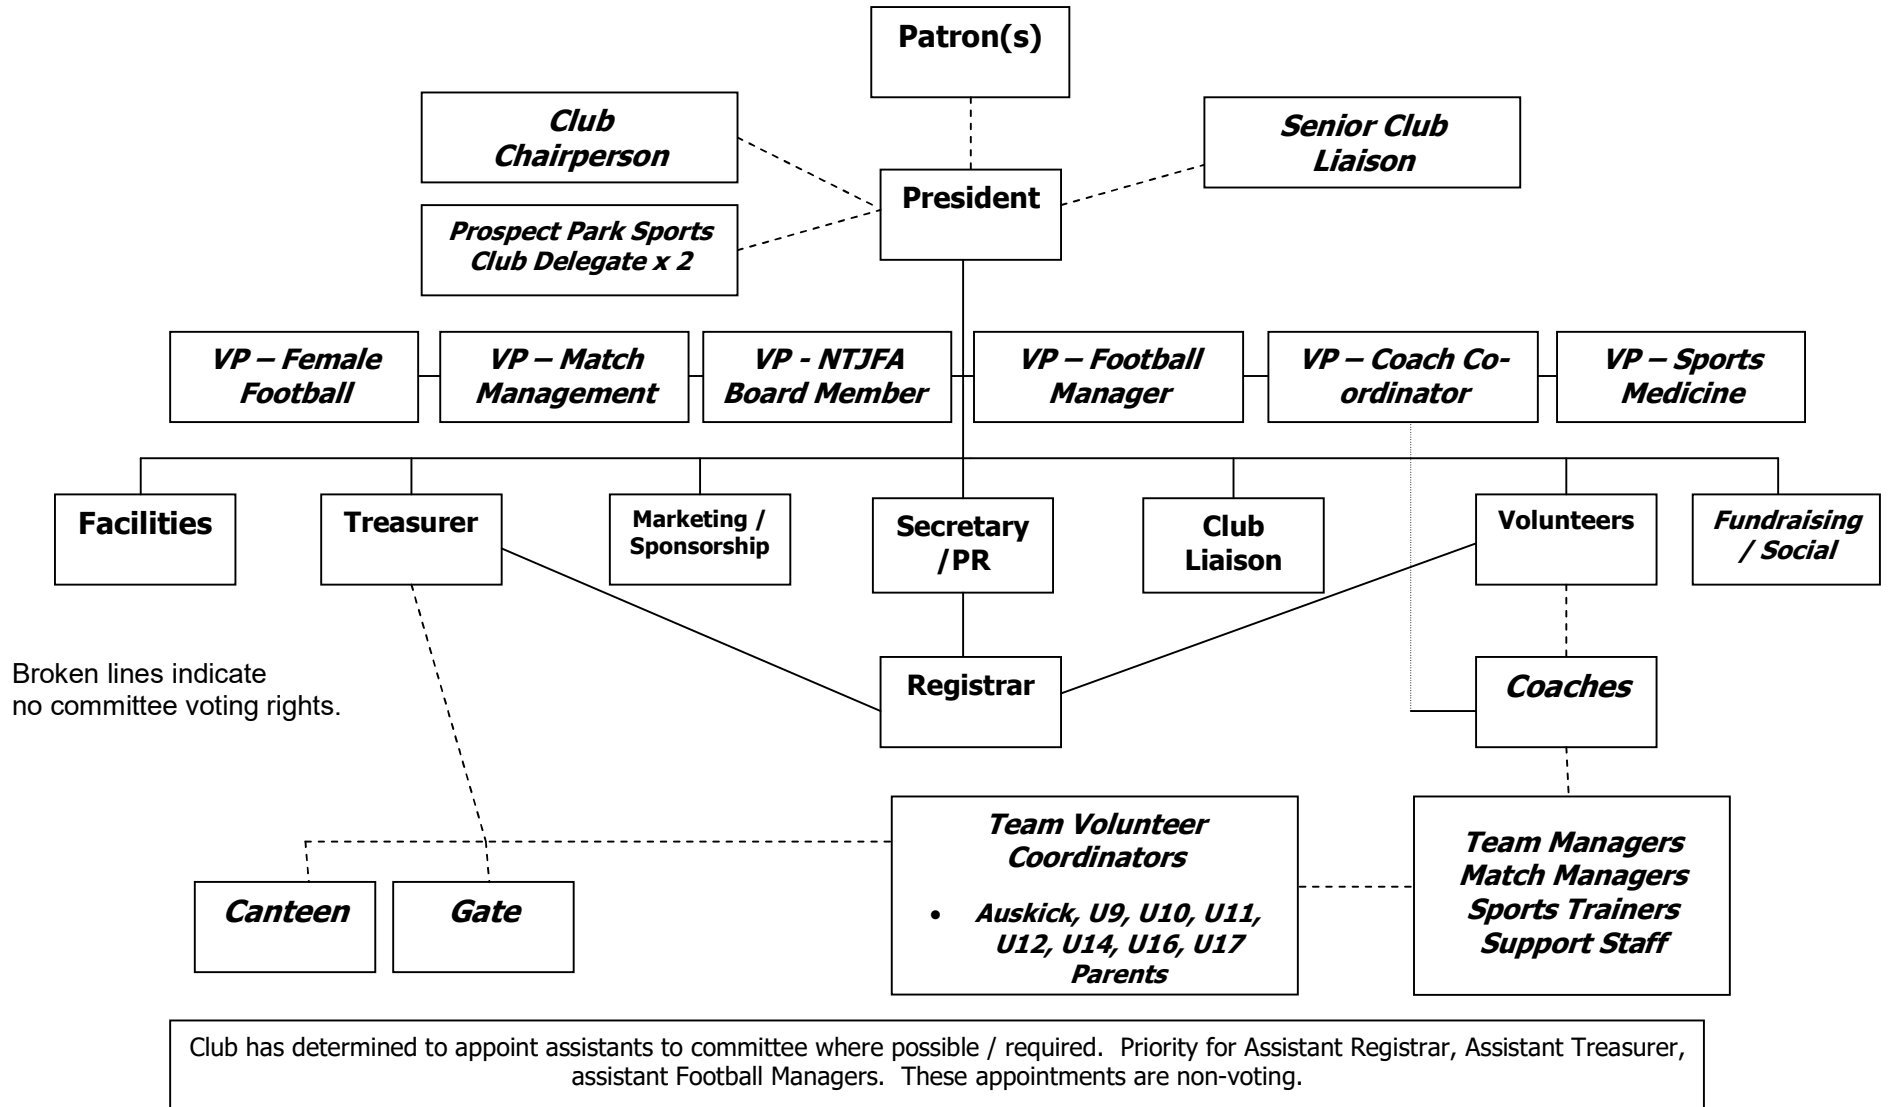 Patron(s)
Club
Chairperson
Senior Club
Liaison
President
Prospect Park Sports
Club Delegate x 2
VP – Female
Football
VP – Match
Management
VP - NTJFA
Board Member
VP – Football
Manager
VP – Coach Co-
ordinator
VP – Sports
Medicine
Facilities
Treasurer
Marketing /
Sponsorship
Secretary
/PR
Club
Liaison
Volunteers
Fundraising
/ Social
Broken lines indicate
no committee voting rights.
Registrar
Coaches
Canteen
Gate
Team Volunteer
Coordinators
• Auskick, U9, U10, U11,
U12, U14, U16, U17
Parents
Team Managers
Match Managers
Sports Trainers
Support Staff
Club has determined to appoint assistants to committee where possible / required.  Priority for Assistant Registrar, Assistant Treasurer,
assistant Football Managers.  These appointments are non-voting.